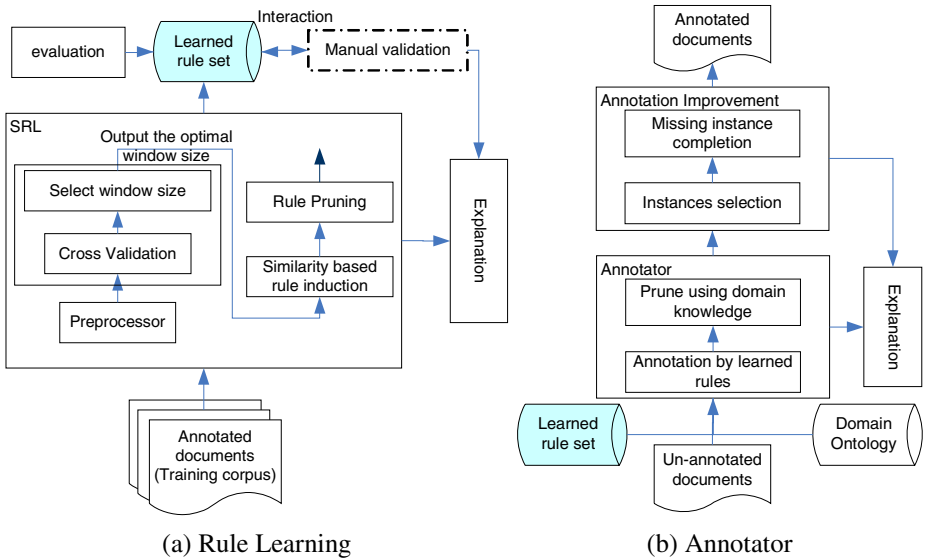 Interaction
evaluation
Learned
rule set
Manual validation
SRL
Output the optimal
window size
Select window size
Cross Validation
Preprocessor
Rule Pruning
Similarity based
rule induction
Explanation
Annotated
documents
(Training corpus)
(a) Rule Learning
Annotated
documents
Annotation Improvement
Missing instance
completion
Instances selection
Annotator
Prune using domain
knowledge
Annotation by learned
rules
Explanation
Learned
rule set
Domain
Ontology
Un-annotated
documents
(b) Annotator